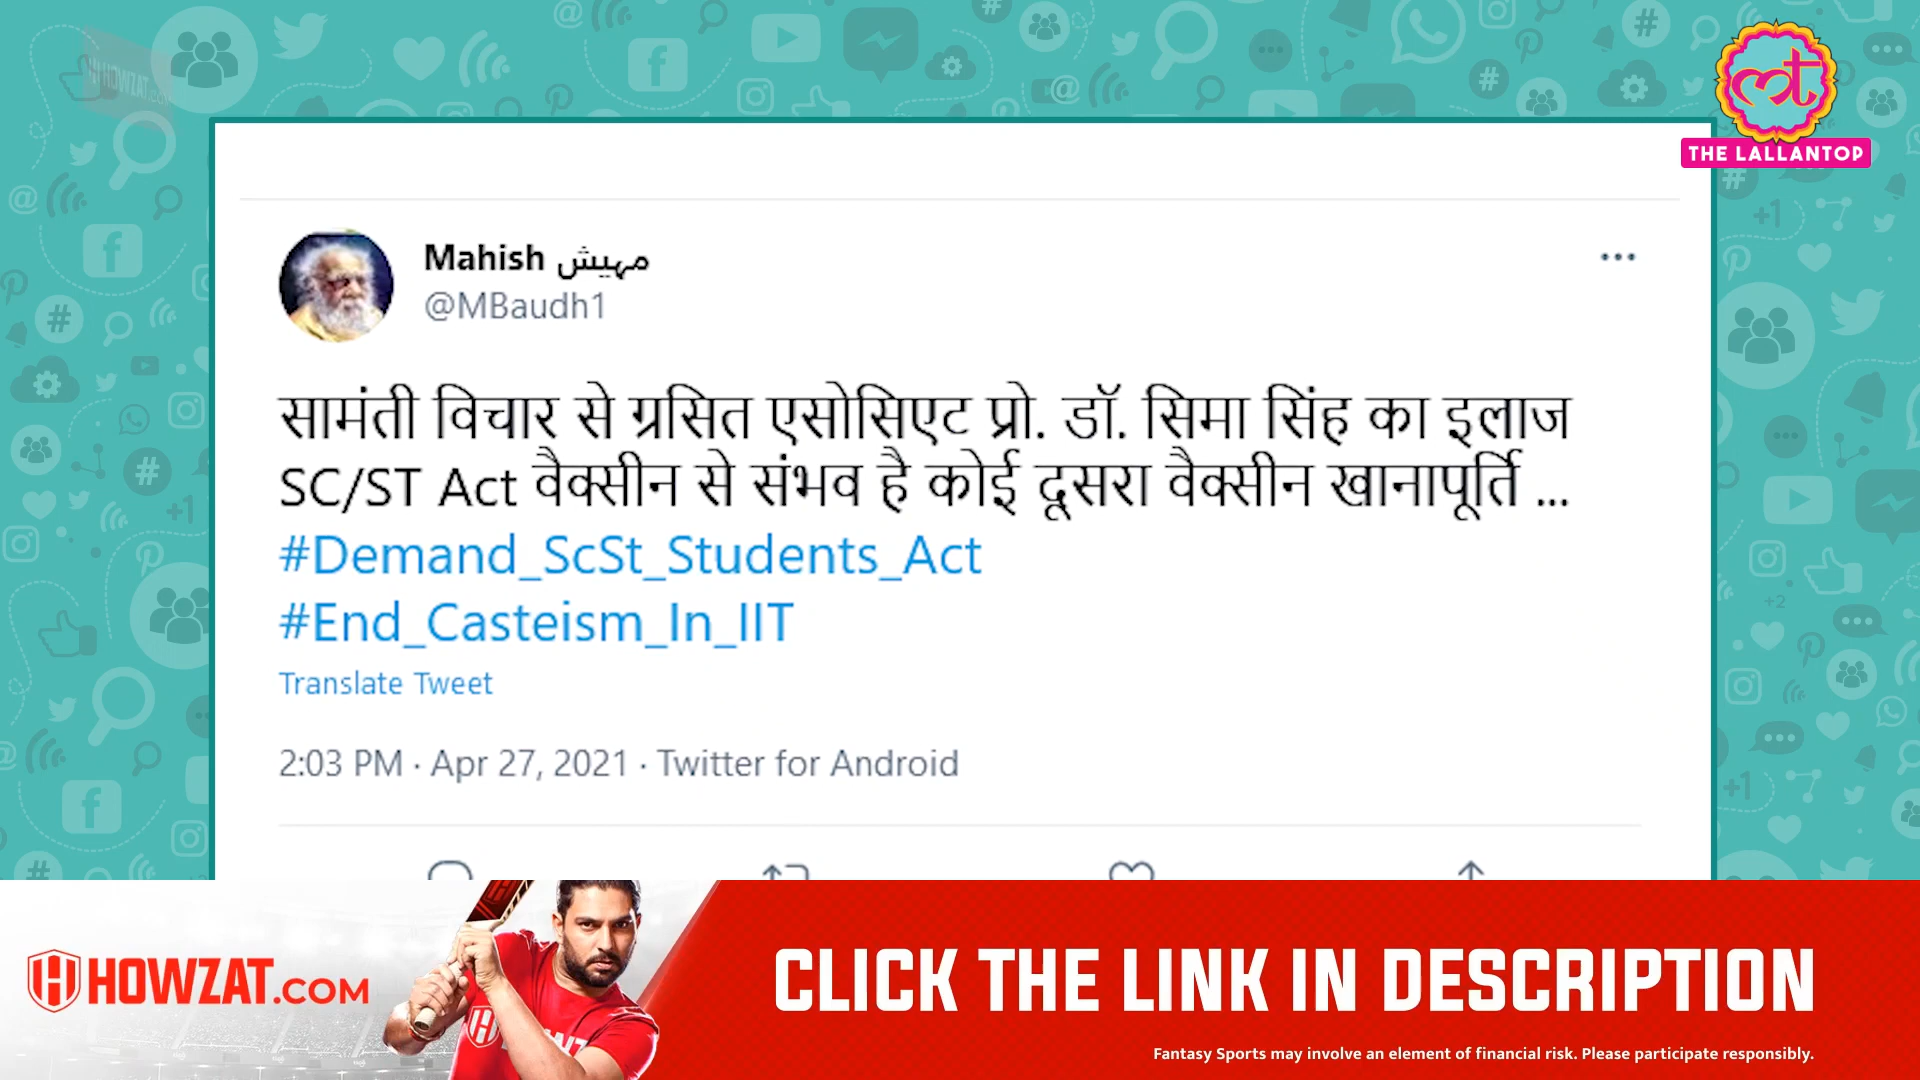 THE LALLANTOP
Mahish مہیش
@MBaudh1
सामंती विचार से ग्रसित एसोसिएट प्रो. डॉ. सिमा सिंह का इलाज
SC/ST Act वैक्सीन से संभव है कोई दूसरा वैक्सीन खानापूर्ति ...
#Demand_ScSt_Students_Act
#End_Casteism_In_IIT
Translate Tweet
2:03 PM · Apr 27, 2021 · Twitter for Android
HOWZAT.COM
CLICK THE LINK IN DESCRIPTION
Fantasy Sports may involve an element of financial risk. Please participate responsibly.